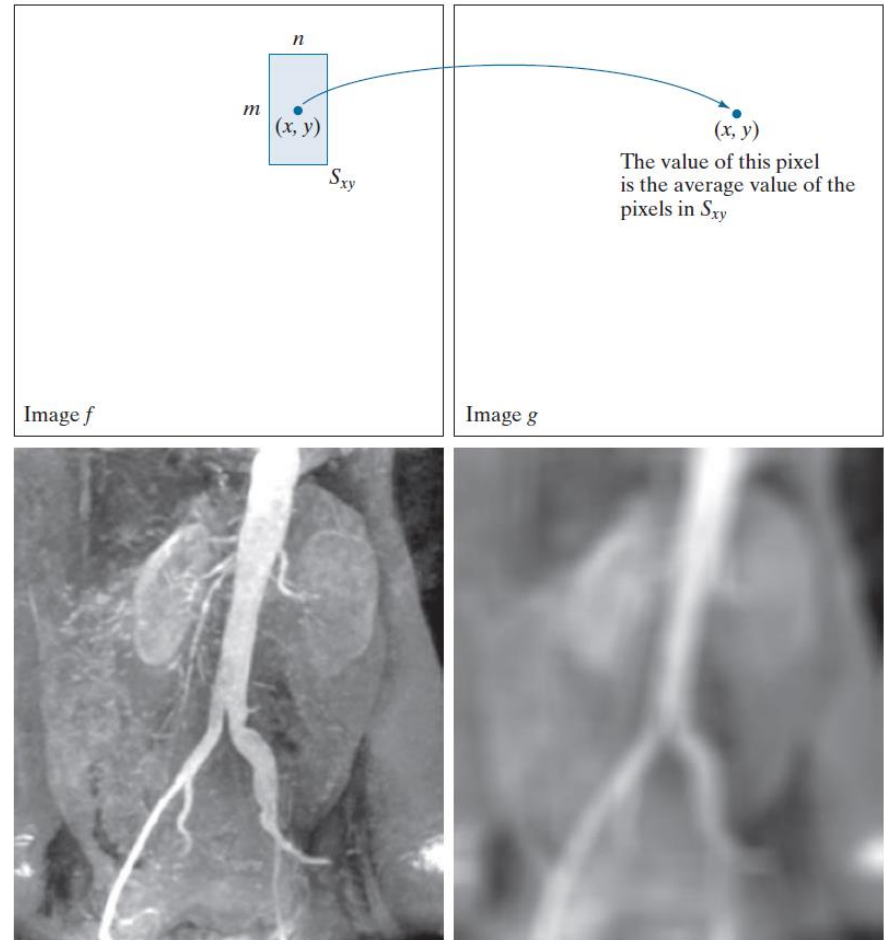 n
m
(x, y)
S_xy
(x, y)
The value of this pixel
is the average value of the
pixels in S_xy
Image f
Image g